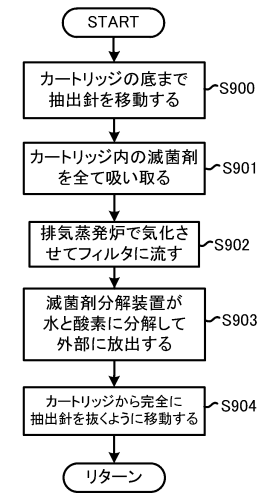 START
カートリッジの底まで
抽出針を移動する
S900
カートリッジ内の滅菌剤
を全て吸い取る
S901
排気蒸発炉で気化さ
せてフィルタに流す
S902
滅菌剤分解装置が
水と酸素に分解して
外部に放出する
S903
カートリッジから完全に
抽出針を抜くように移動する
S904
リターン